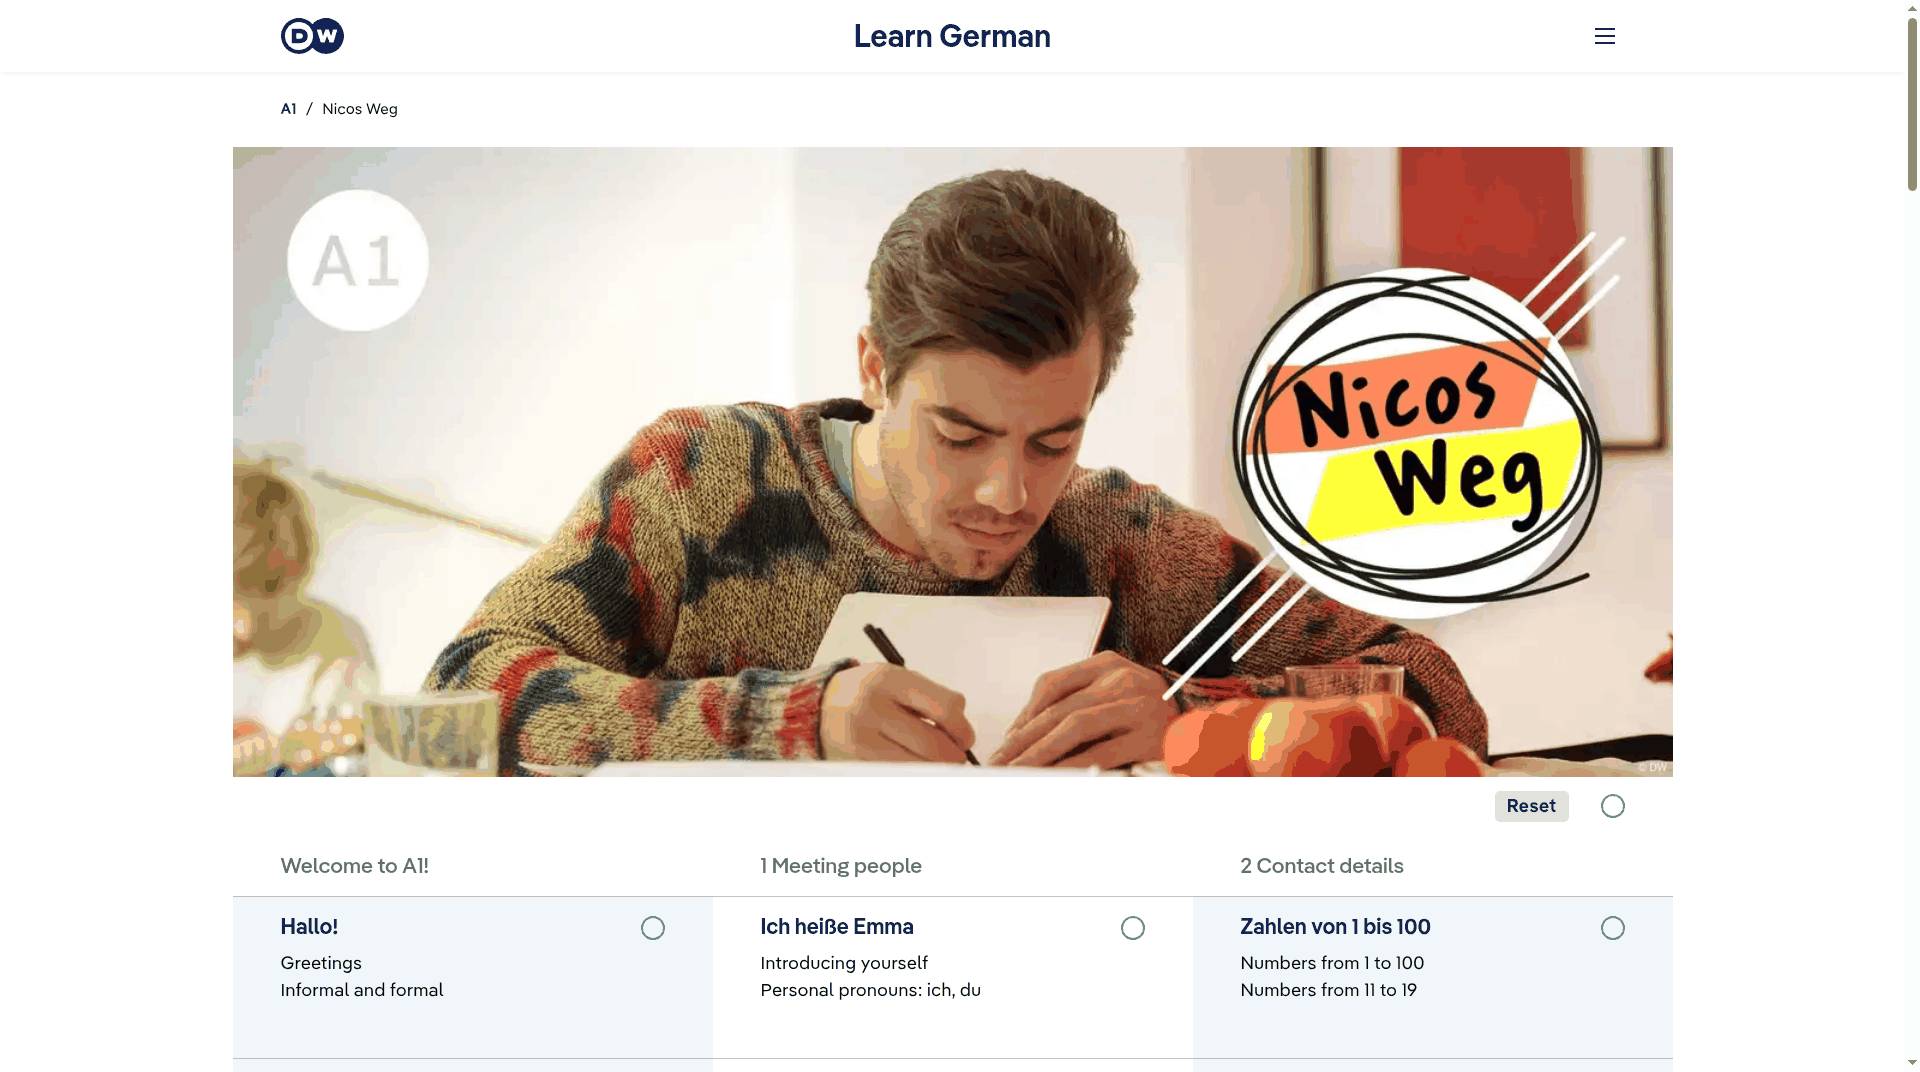 DW
Learn German
A1 / Nicos Weg
A1
Nicos
Weg
© DW
Reset
Welcome to A1!
1 Meeting people
2 Contact details
Hallo!
Greetings
Informal and formal
Ich heiße Emma
Introducing yourself
Personal pronouns: ich, du
Zahlen von 1 bis 100
Numbers from 1 to 100
Numbers from 11 to 19